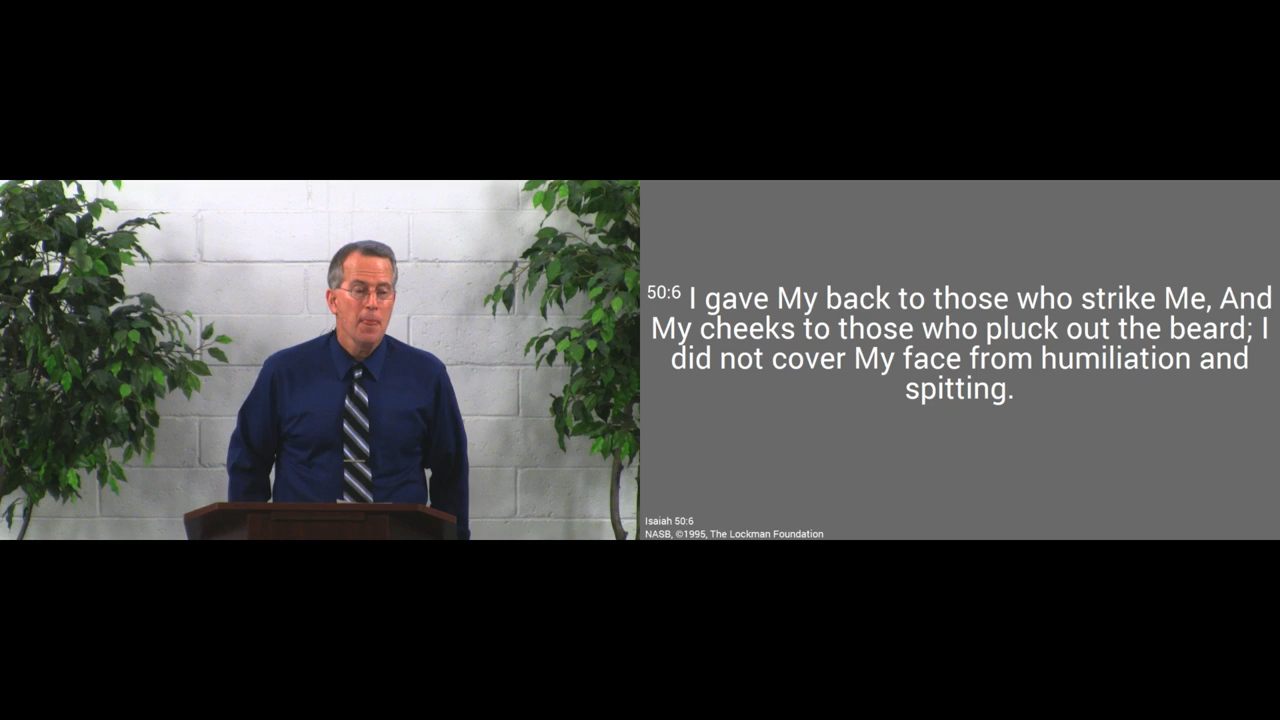 50:6 I gave My back to those who strike Me, And
My cheeks to those who pluck out the beard; I
did not cover My face from humiliation and
spitting.
Isaiah 50:6
NASB, ©1995, The Lockman Foundation